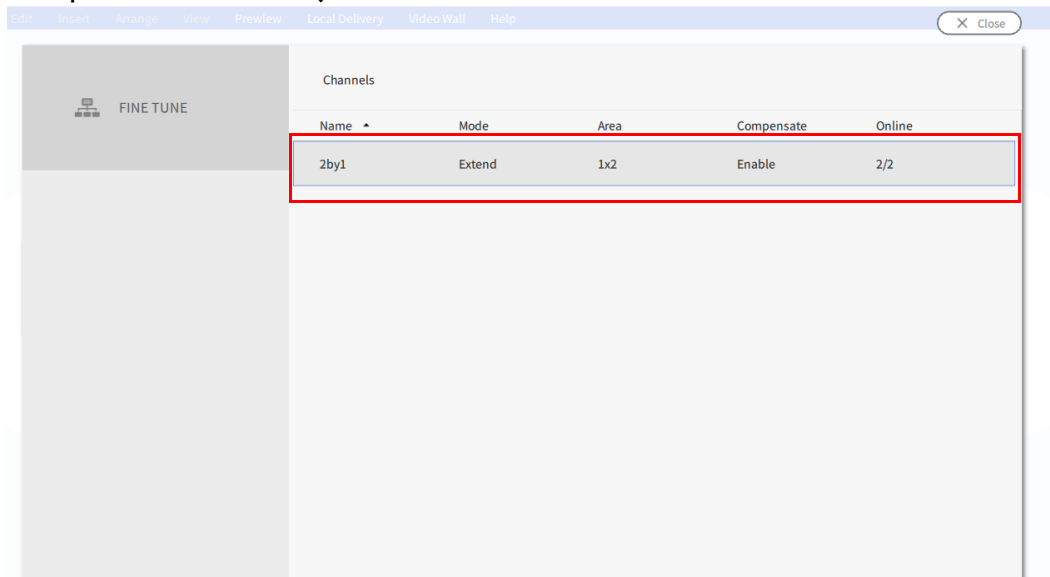 Edit Insert Arrange View Prewiew Local Delivery Video Wall Help
Close
FINE TUNE
Channels
Name Mode Area Compensate Online
2by1 Extend 1x2 Enable 2/2